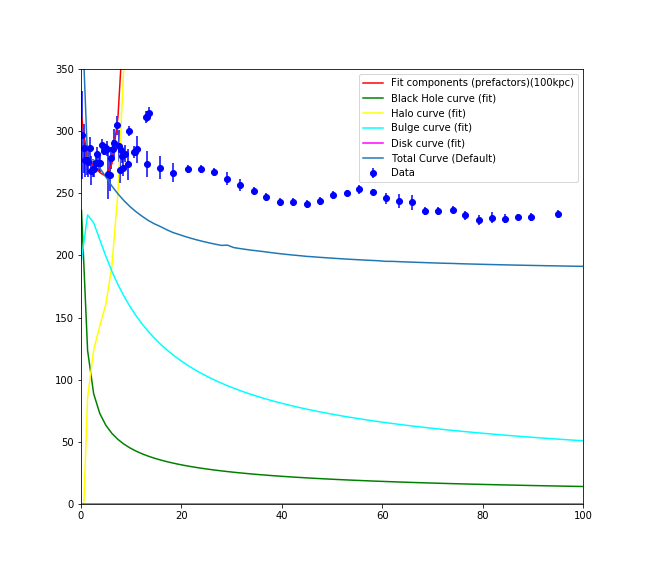 350
300
250
200
150
100
50
0
0 20 40 60 80 100
Fit components (prefactors)(100kpc)
Black Hole curve (fit)
Halo curve (fit)
Bulge curve (fit)
Disk curve (fit)
Total Curve (Default)
Data